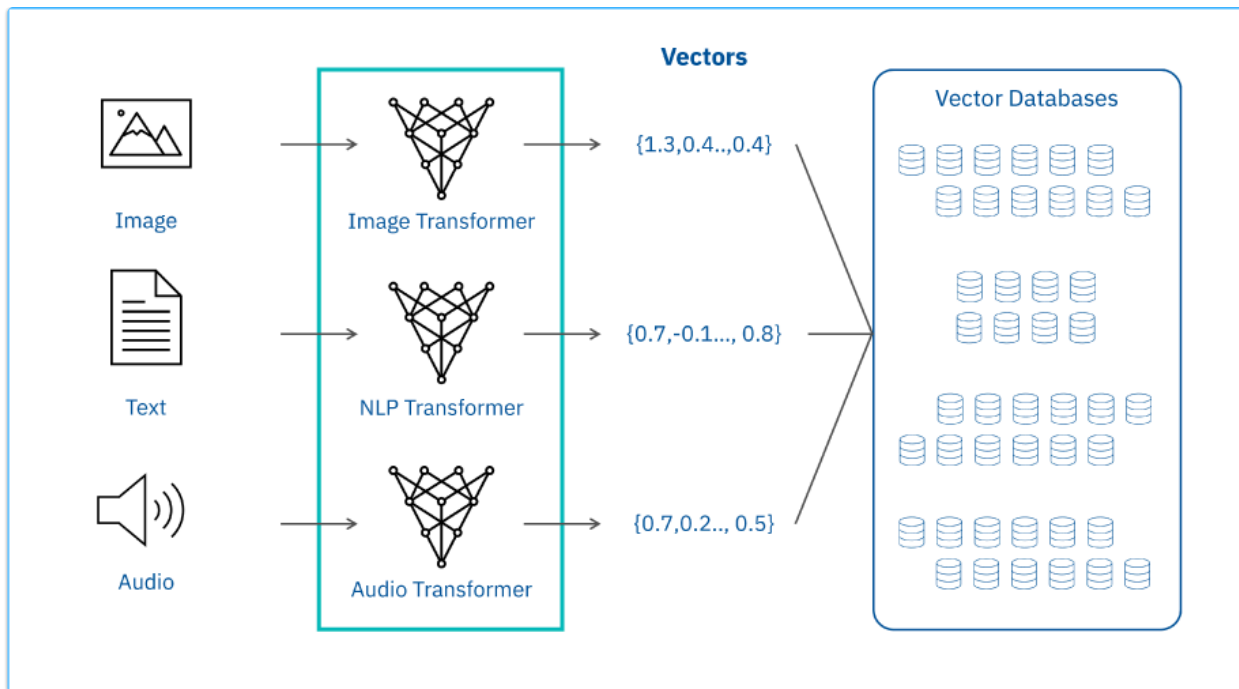 Vectors
Vector Databases
{1.3,0.4..,0.4}
Image
Image Transformer
{0.7,-0.1..., 0.8}
Text
NLP Transformer
{0.7,0.2.., 0.5}
Audio
Audio Transformer